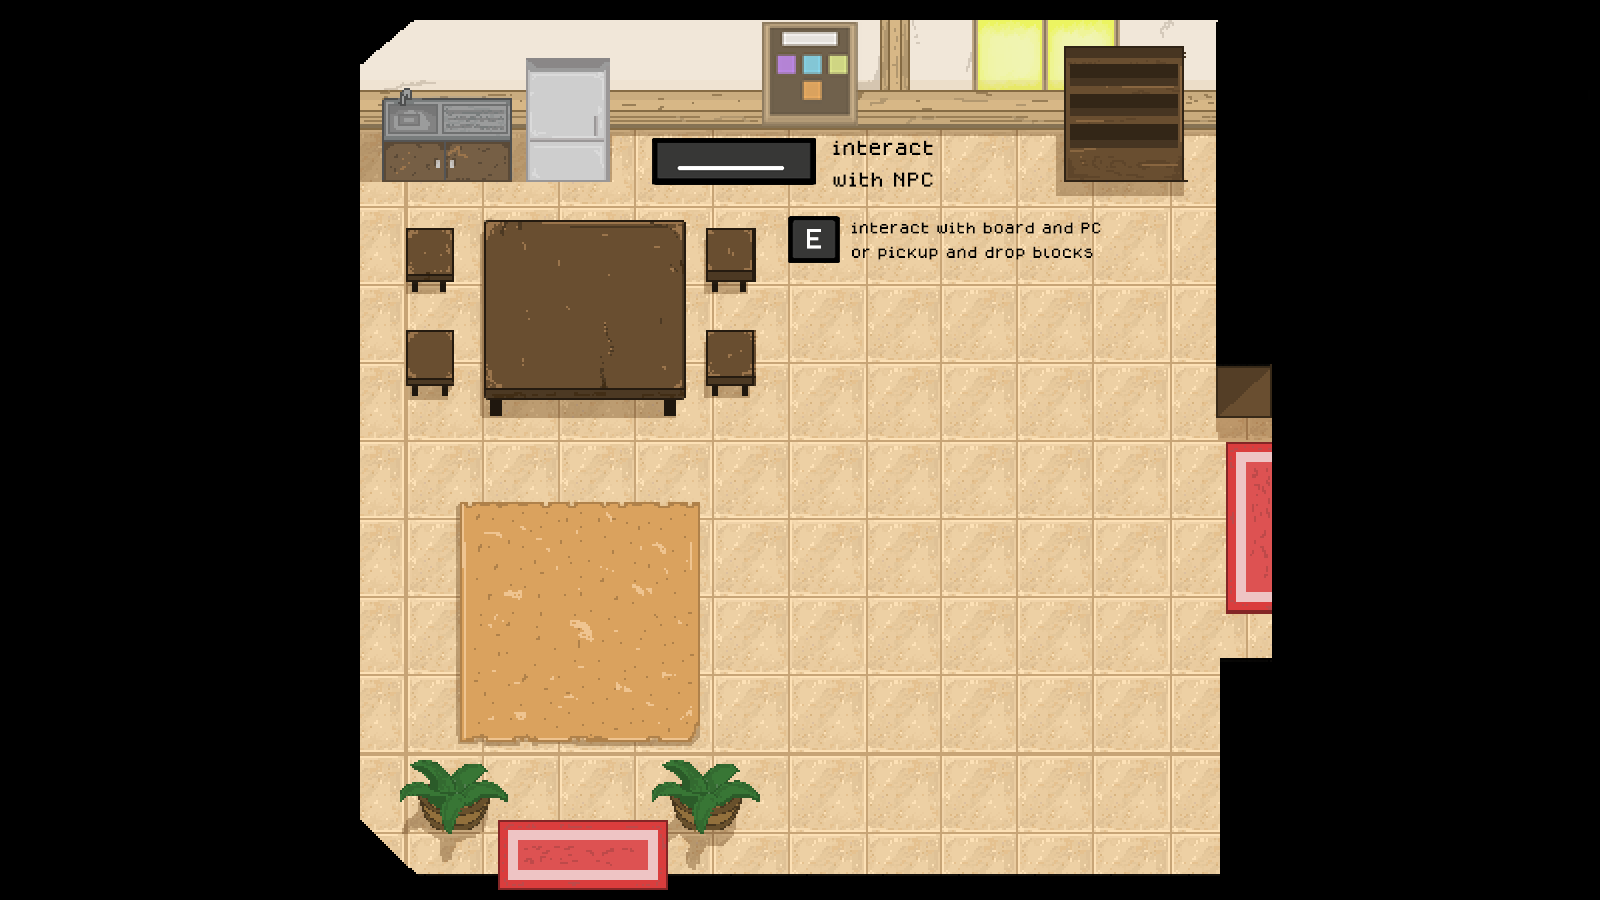 interact
with NPC
E
interact with board and PC
or pickup and drop blocks